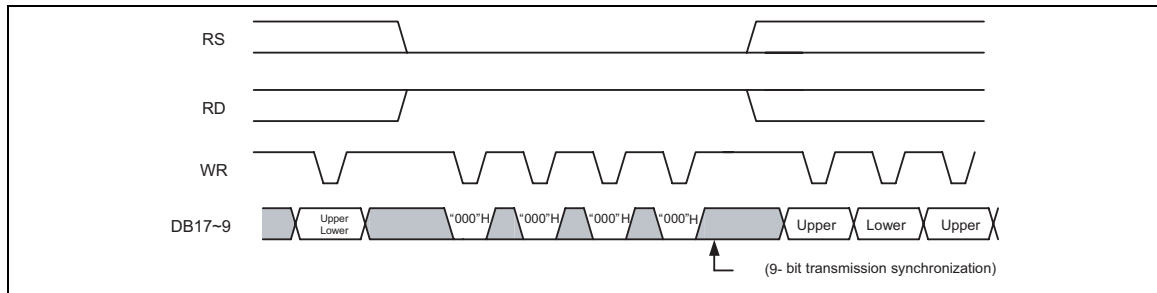 RS
RD
WR
DB17~9
Upper
Lower
"000"H
"000"H
"000"H
"000"H
Upper
Lower
Upper
(9- bit transmission synchronization)